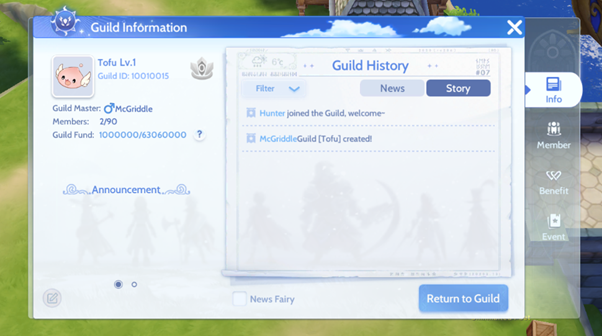 Guild Information
Tofu Lv.1
Guild ID: 10010015
Guild Master: ♂McGriddle
Members: 2/90
Guild Fund: 1000000/63060000 ?
Announcement
6°C
Guild History
#07
Filter
News
Story
Hunter joined the Guild, welcome~
McGriddleGuild [Tofu] created!
News Fairy
Return to Guild
Info
Member
Benefit
Event